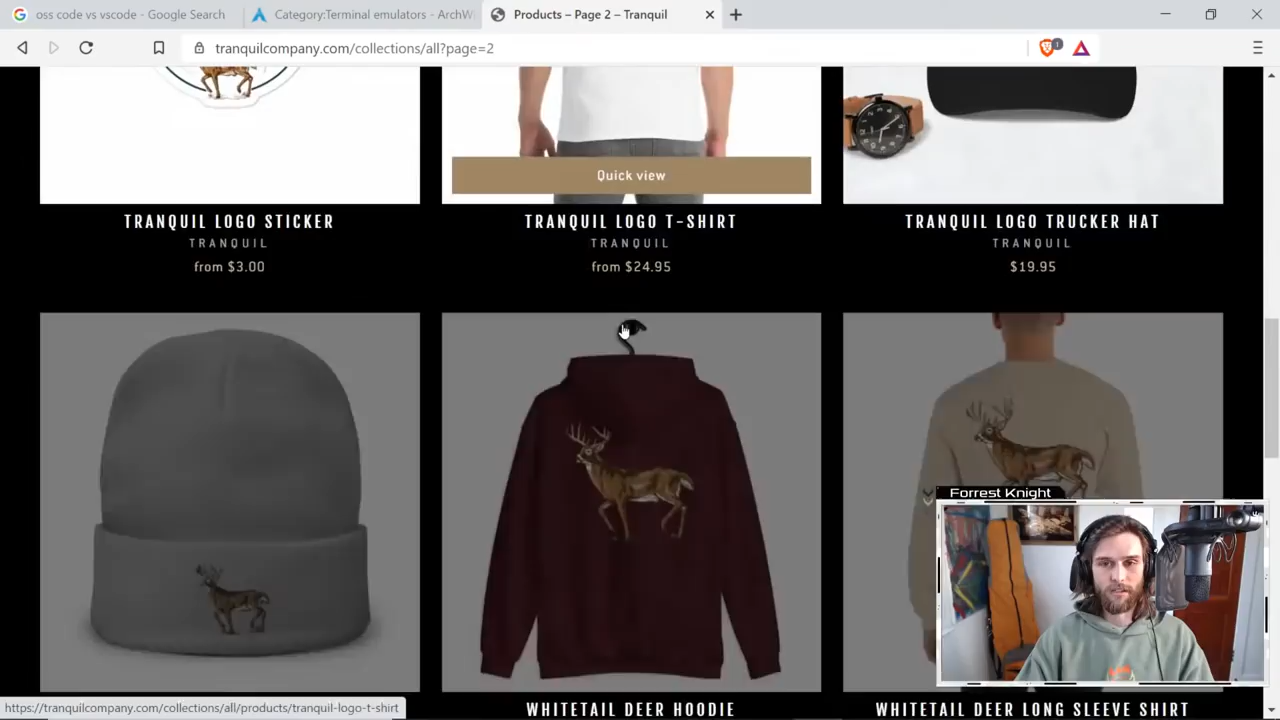 oss code vs vscode - Google Search
Category:Terminal emulators - ArchW
Products – Page 2 – Tranquil
tranquilcompany.com/collections/all?page=2
1
Quick view
TRANQUIL LOGO STICKER
TRANQUIL
from $3.00
TRANQUIL LOGO T-SHIRT
TRANQUIL
from $24.95
TRANQUIL LOGO TRUCKER HAT
TRANQUIL
$19.95
Forrest Knight
https://tranquilcompany.com/collections/all/products/tranquil-logo-t-shirt
WHITETAIL DEER HOODIE
WHITETAIL DEER LONG SLEEVE SHIRT